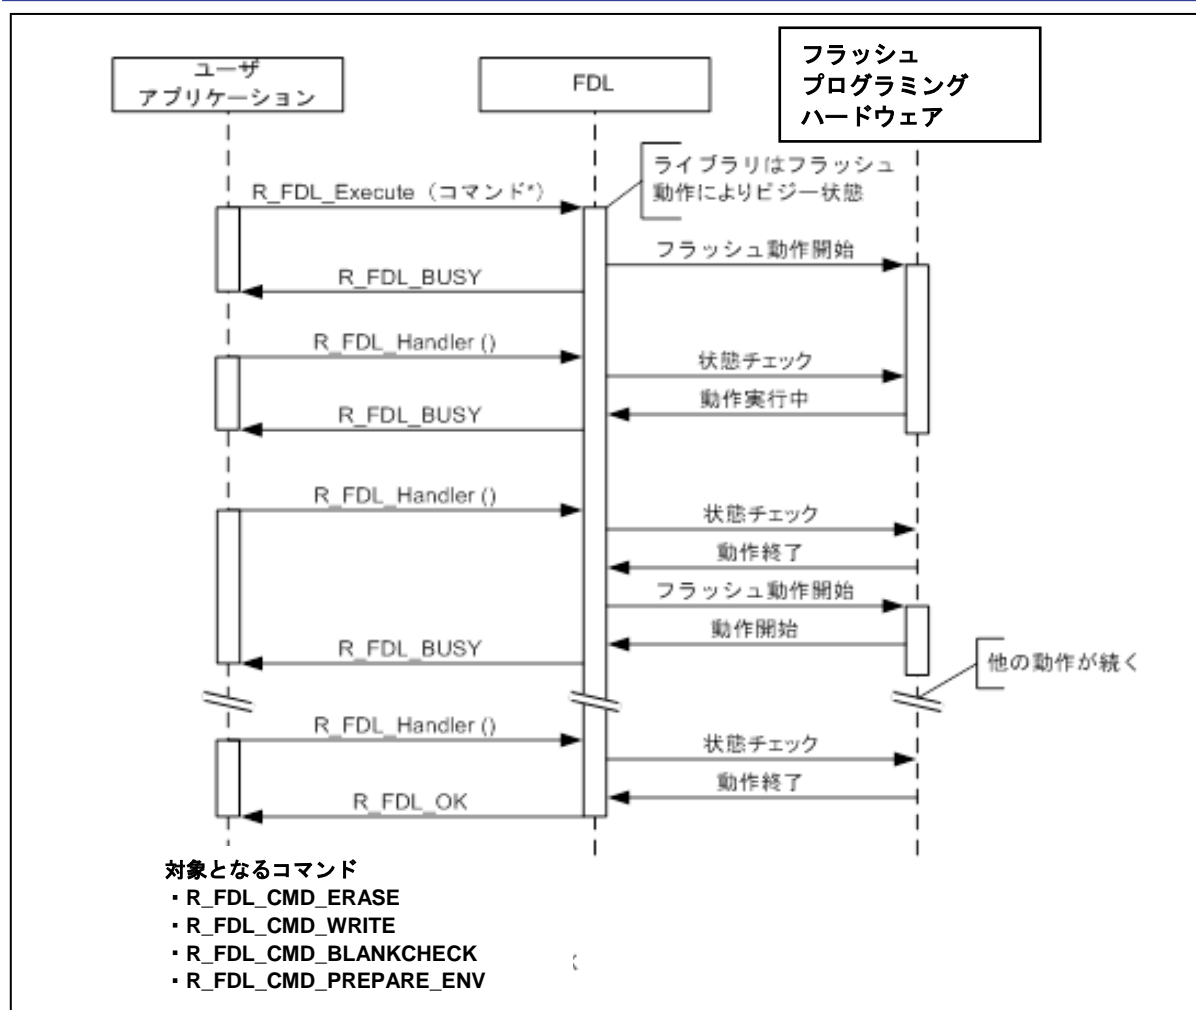 ユーザ
アプリケーション
FDL
フラッシュ
プログラミング
ハードウェア
ライブラリはフラッシュ
動作によりビジー状態
R_FDL_Execute（コマンド*）
フラッシュ動作開始
R_FDL_BUSY
R_FDL_Handler ()
状態チェック
動作実行中
R_FDL_BUSY
R_FDL_Handler ()
状態チェック
動作終了
フラッシュ動作開始
動作開始
R_FDL_BUSY
他の動作が続く
R_FDL_Handler ()
状態チェック
動作終了
R_FDL_OK
対象となるコマンド
・R_FDL_CMD_ERASE
・R_FDL_CMD_WRITE
・R_FDL_CMD_BLANKCHECK
・R_FDL_CMD_PREPARE_ENV